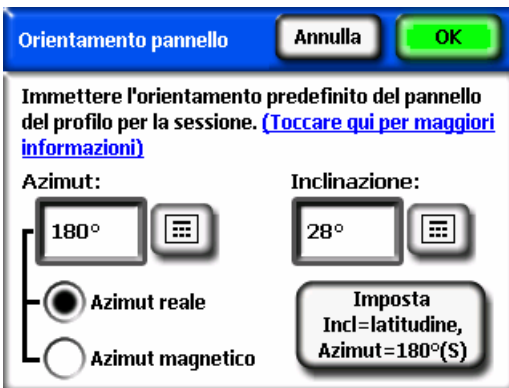 Orientamento pannello
Annulla
OK
Immettere l'orientamento predefinito del pannello
del profilo per la sessione. (Toccare qui per maggiori
informazioni)
Azimut:
Inclinazione:
180°
28°
Azimut reale
Azimut magnetico
Imposta
Incl=latitudine,
Azimut=180°(S)